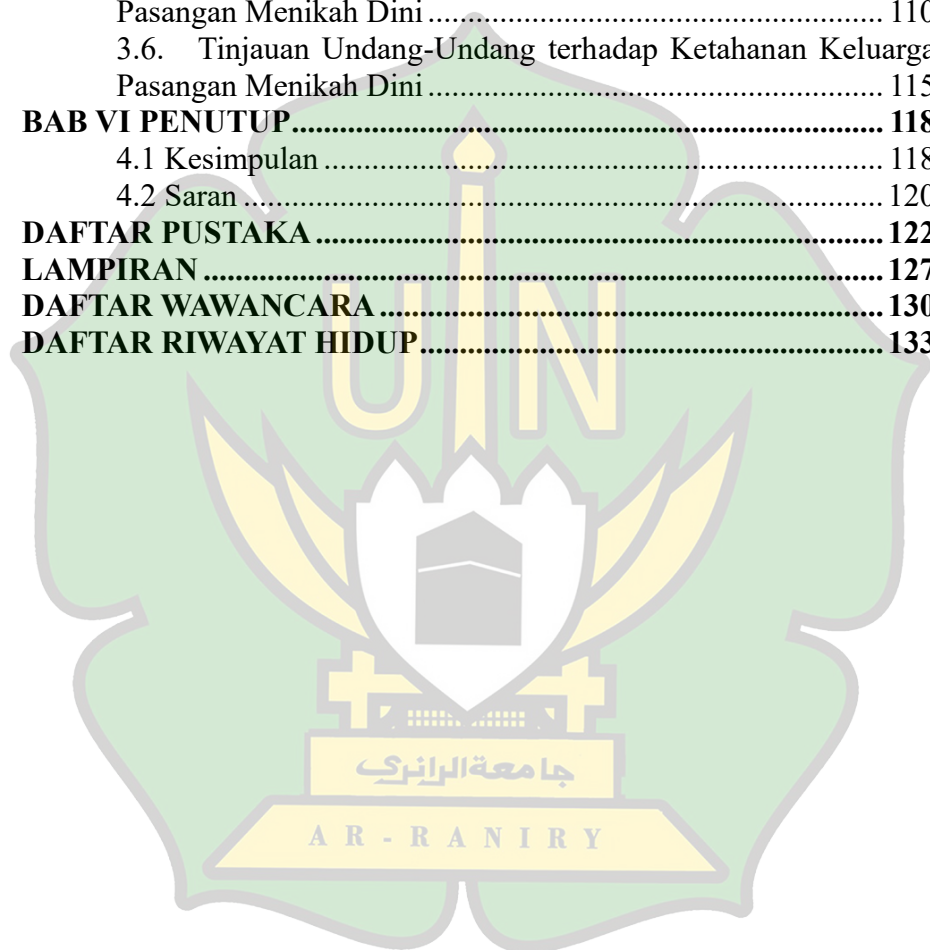 Pasangan Menikah Dini ........................................................... 110
3.6. Tinjauan Undang-Undang terhadap Ketahanan Keluarga
Pasangan Menikah Dini ........................................................... 115
BAB VI PENUTUP.............................................................................. 118
4.1 Kesimpulan ......................................................................... 118
4.2 Saran .................................................................................... 120
DAFTAR PUSTAKA .......................................................................... 122
LAMPIRAN ......................................................................................... 127
DAFTAR WAWANCARA .................................................................. 130
DAFTAR RIWAYAT HIDUP............................................................. 133
UIN
جامعةالرانري
AR-RANIRY